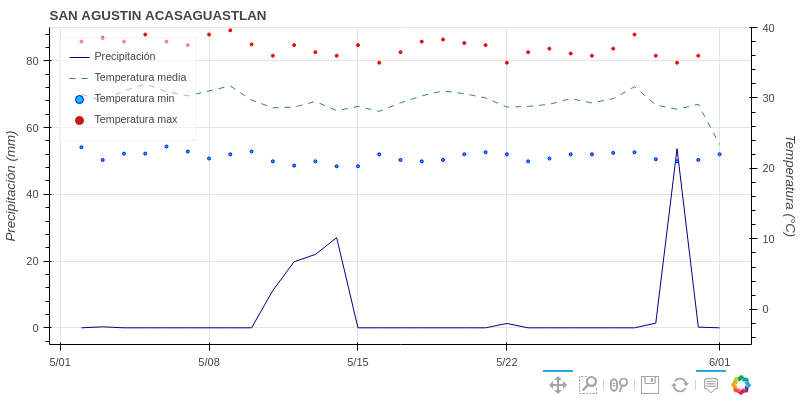 SAN AGUSTIN ACASAGUASTLAN
Precipitación (mm)
80
60
40
20
0
Precipitación
Temperatura media
Temperatura min
Temperatura max
40
30
20
10
0
Temperatura (°C)
5/01
5/08
5/15
5/22
6/01